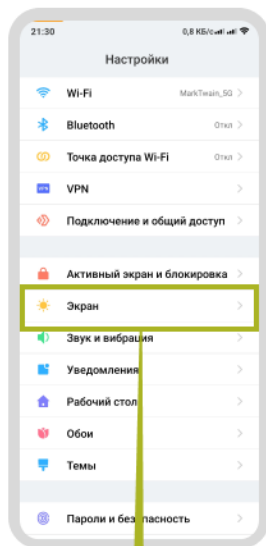 21:30 0,8 КБ/с
Настройки
Wi-Fi MarkTwain_5G
Bluetooth Откл
Точка доступа Wi-Fi Откл
VPN
Подключение и общий доступ
Активный экран и блокировка
Экран
Звук и вибрация
Уведомления
Рабочий стол
Обои
Темы
Пароли и безопасность